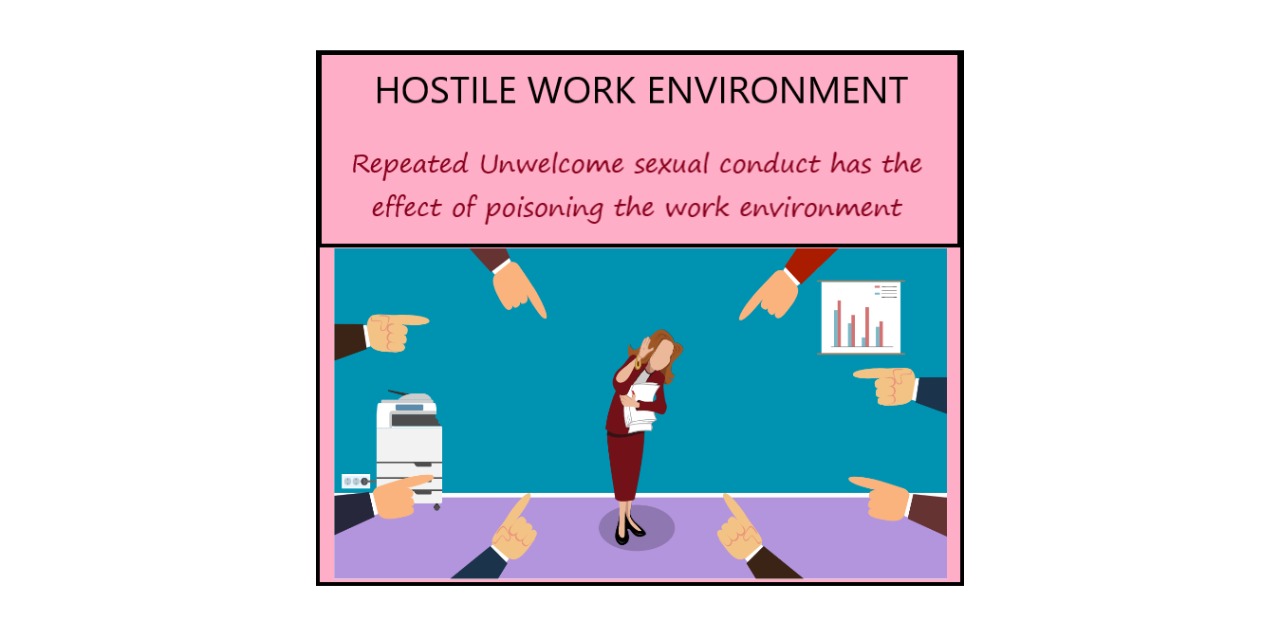 HOSTILE WORK ENVIRONMENT
Repeated Unwelcome sexual conduct has the
effect of poisoning the work environment